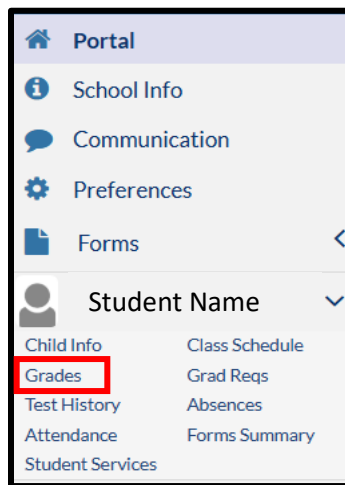 Portal
School Info
Communication
Preferences
Forms
Student Name
Child Info Class Schedule
Grades Grad Reqs
Test History Absences
Attendance Forms Summary
Student Services